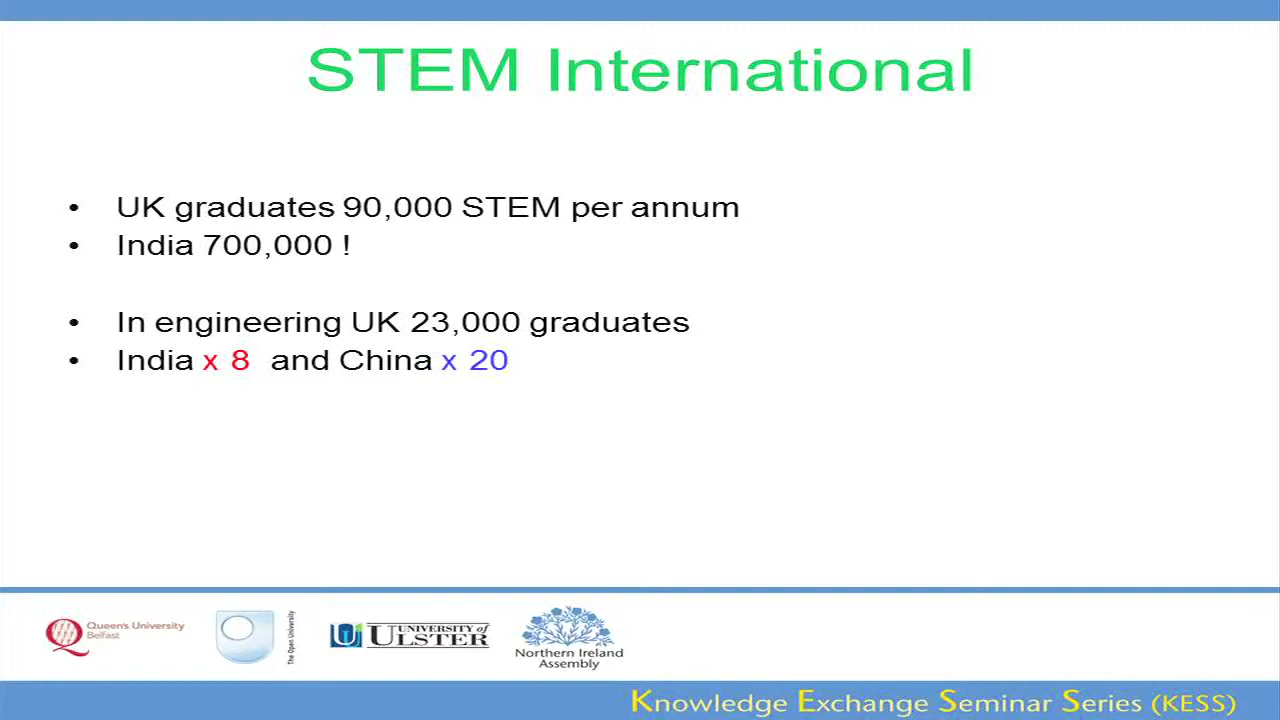 STEM International
• UK graduates 90,000 STEM per annum
• India 700,000 !
• In engineering UK 23,000 graduates
• India x 8 and China x 20
Queen's University
Belfast
The Open University
UNIVERSITY of
ULSTER
Northern Ireland
Assembly
Knowledge Exchange Seminar Series (KESS)